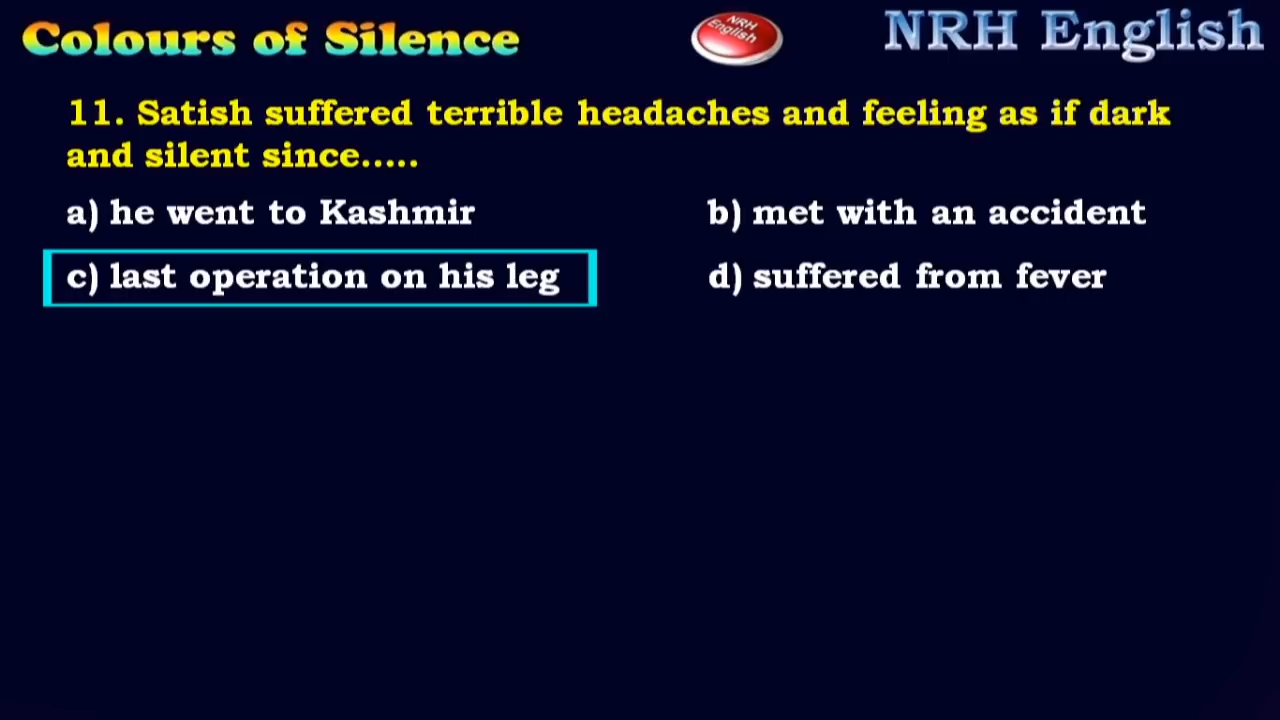 Colours of Silence
NRH English
NRH English
11. Satish suffered terrible headaches and feeling as if dark
and silent since.....
a) he went to Kashmir
b) met with an accident
c) last operation on his leg
d) suffered from fever